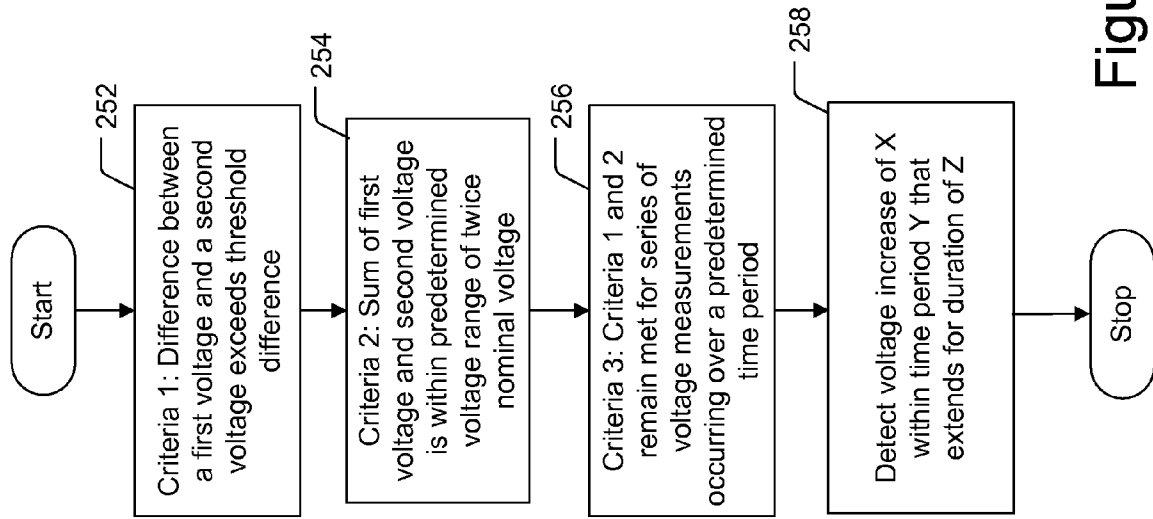 Start
252
Criteria 1: Difference between
a first voltage and a second
voltage exceeds threshold
difference
254
Criteria 2: Sum of first
voltage and second voltage
is within predetermined
voltage range of twice
nominal voltage
256
Criteria 3: Criteria 1 and 2
remain met for series of
voltage measurements
occurring over a predetermined
time period
258
Detect voltage increase of X
within time period Y that
extends for duration of Z
Stop
Figu